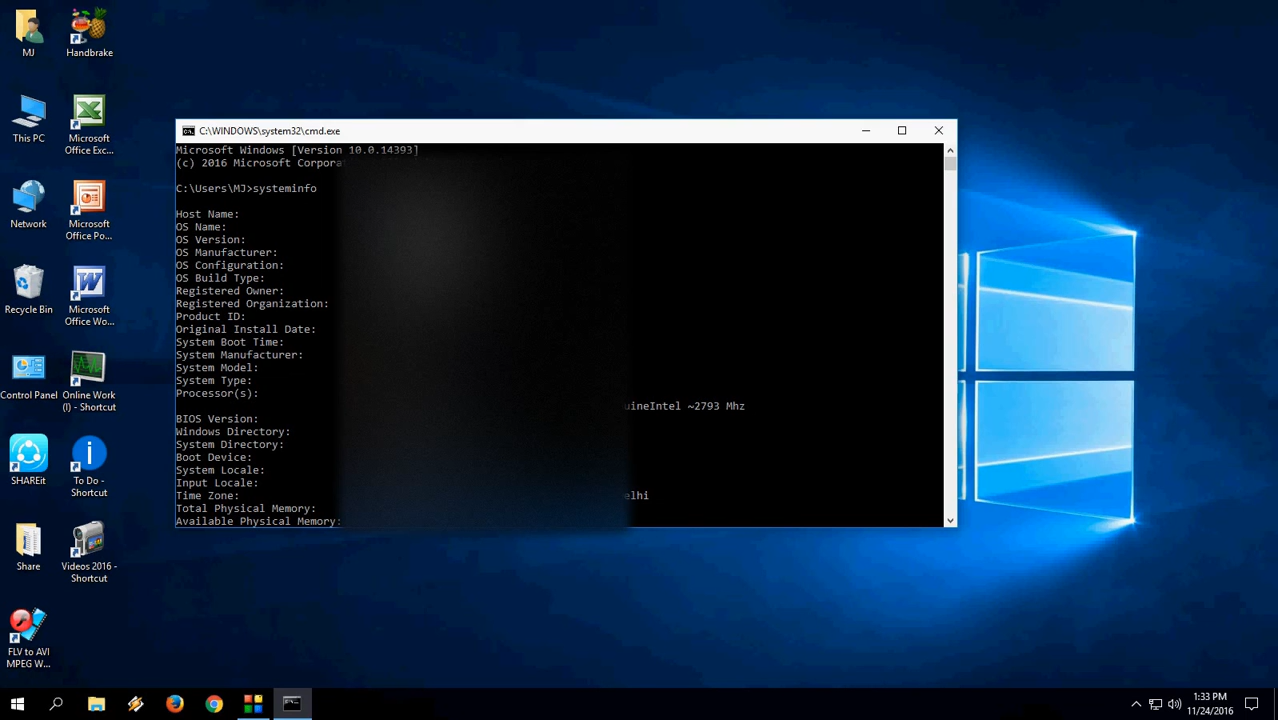 MJ
Handbrake
This PC
Microsoft
Office Exc...
Network
Microsoft
Office Po...
Recycle Bin
Microsoft
Office Wo...
Control Panel
Online Work
(I) - Shortcut
SHAREit
To Do -
Shortcut
Share
Videos 2016 -
Shortcut
FLV to AVI
MPEG W...
C:\WINDOWS\system32\cmd.exe
Microsoft Windows [Version 10.0.14393]
(c) 2016 Microsoft
C:\Users\MJ>systeminfo
Host Name:
OS Name:
OS Version:
OS Manufacturer:
OS Configuration:
OS Build Type:
Registered Owner:
Registered Organization:
Product ID:
Original Install Date:
System Boot Time:
System Manufacturer:
System Model:
System Type:
Processor(s):
~2793 Mhz
BIOS Version:
Windows Directory:
System Directory:
Boot Device:
System Locale:
Input Locale:
Time Zone:
Total Physical Memory:
Available Physical Memory:
1:33 PM
11/24/2016